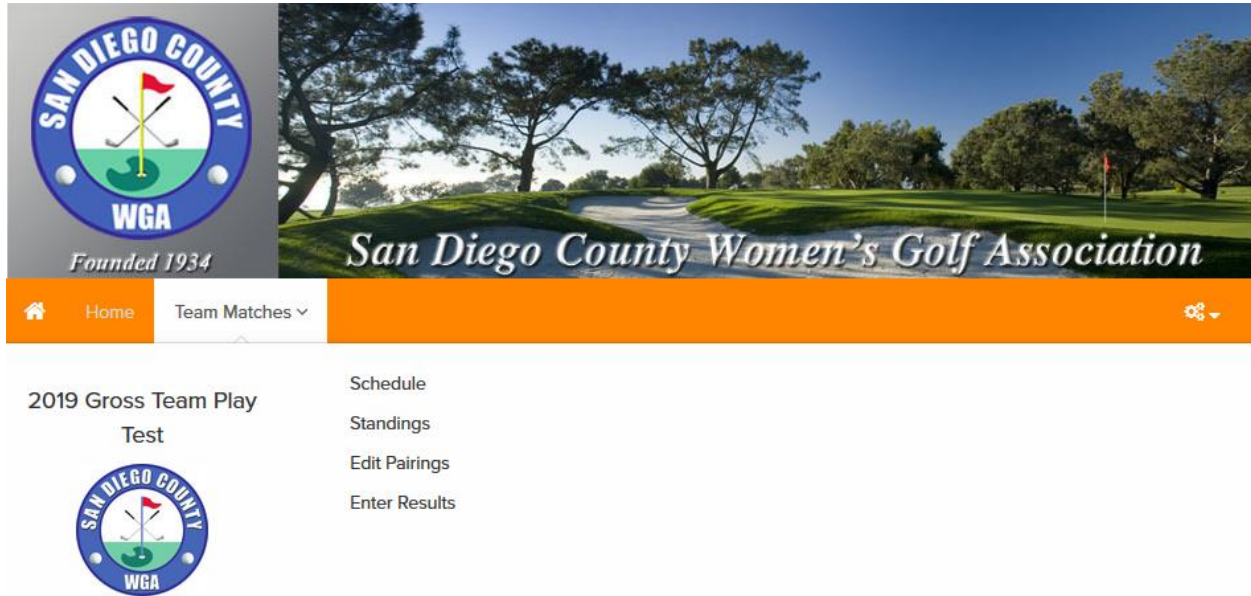 SAN DIEGO COUNTY
WGA
Founded 1934
San Diego County Women's Golf Association
Home
Team Matches
2019 Gross Team Play
Test
Schedule
Standings
Edit Pairings
Enter Results
SAN DIEGO COUNTY
WGA